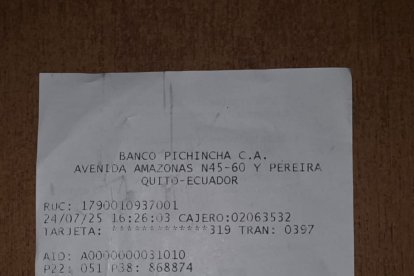 BANCO PICHINCHA C.A.
AVENIDA AMAZONAS N45-60 Y PEREIRA
QUITO-ECUADOR
RUC: 1790010937001
24/07/25 16:26:03 CAJERO:02063532
TARJETA: *************319 TRAN: 0397
AID: A0000000031010
P22: 051 P38: 868874